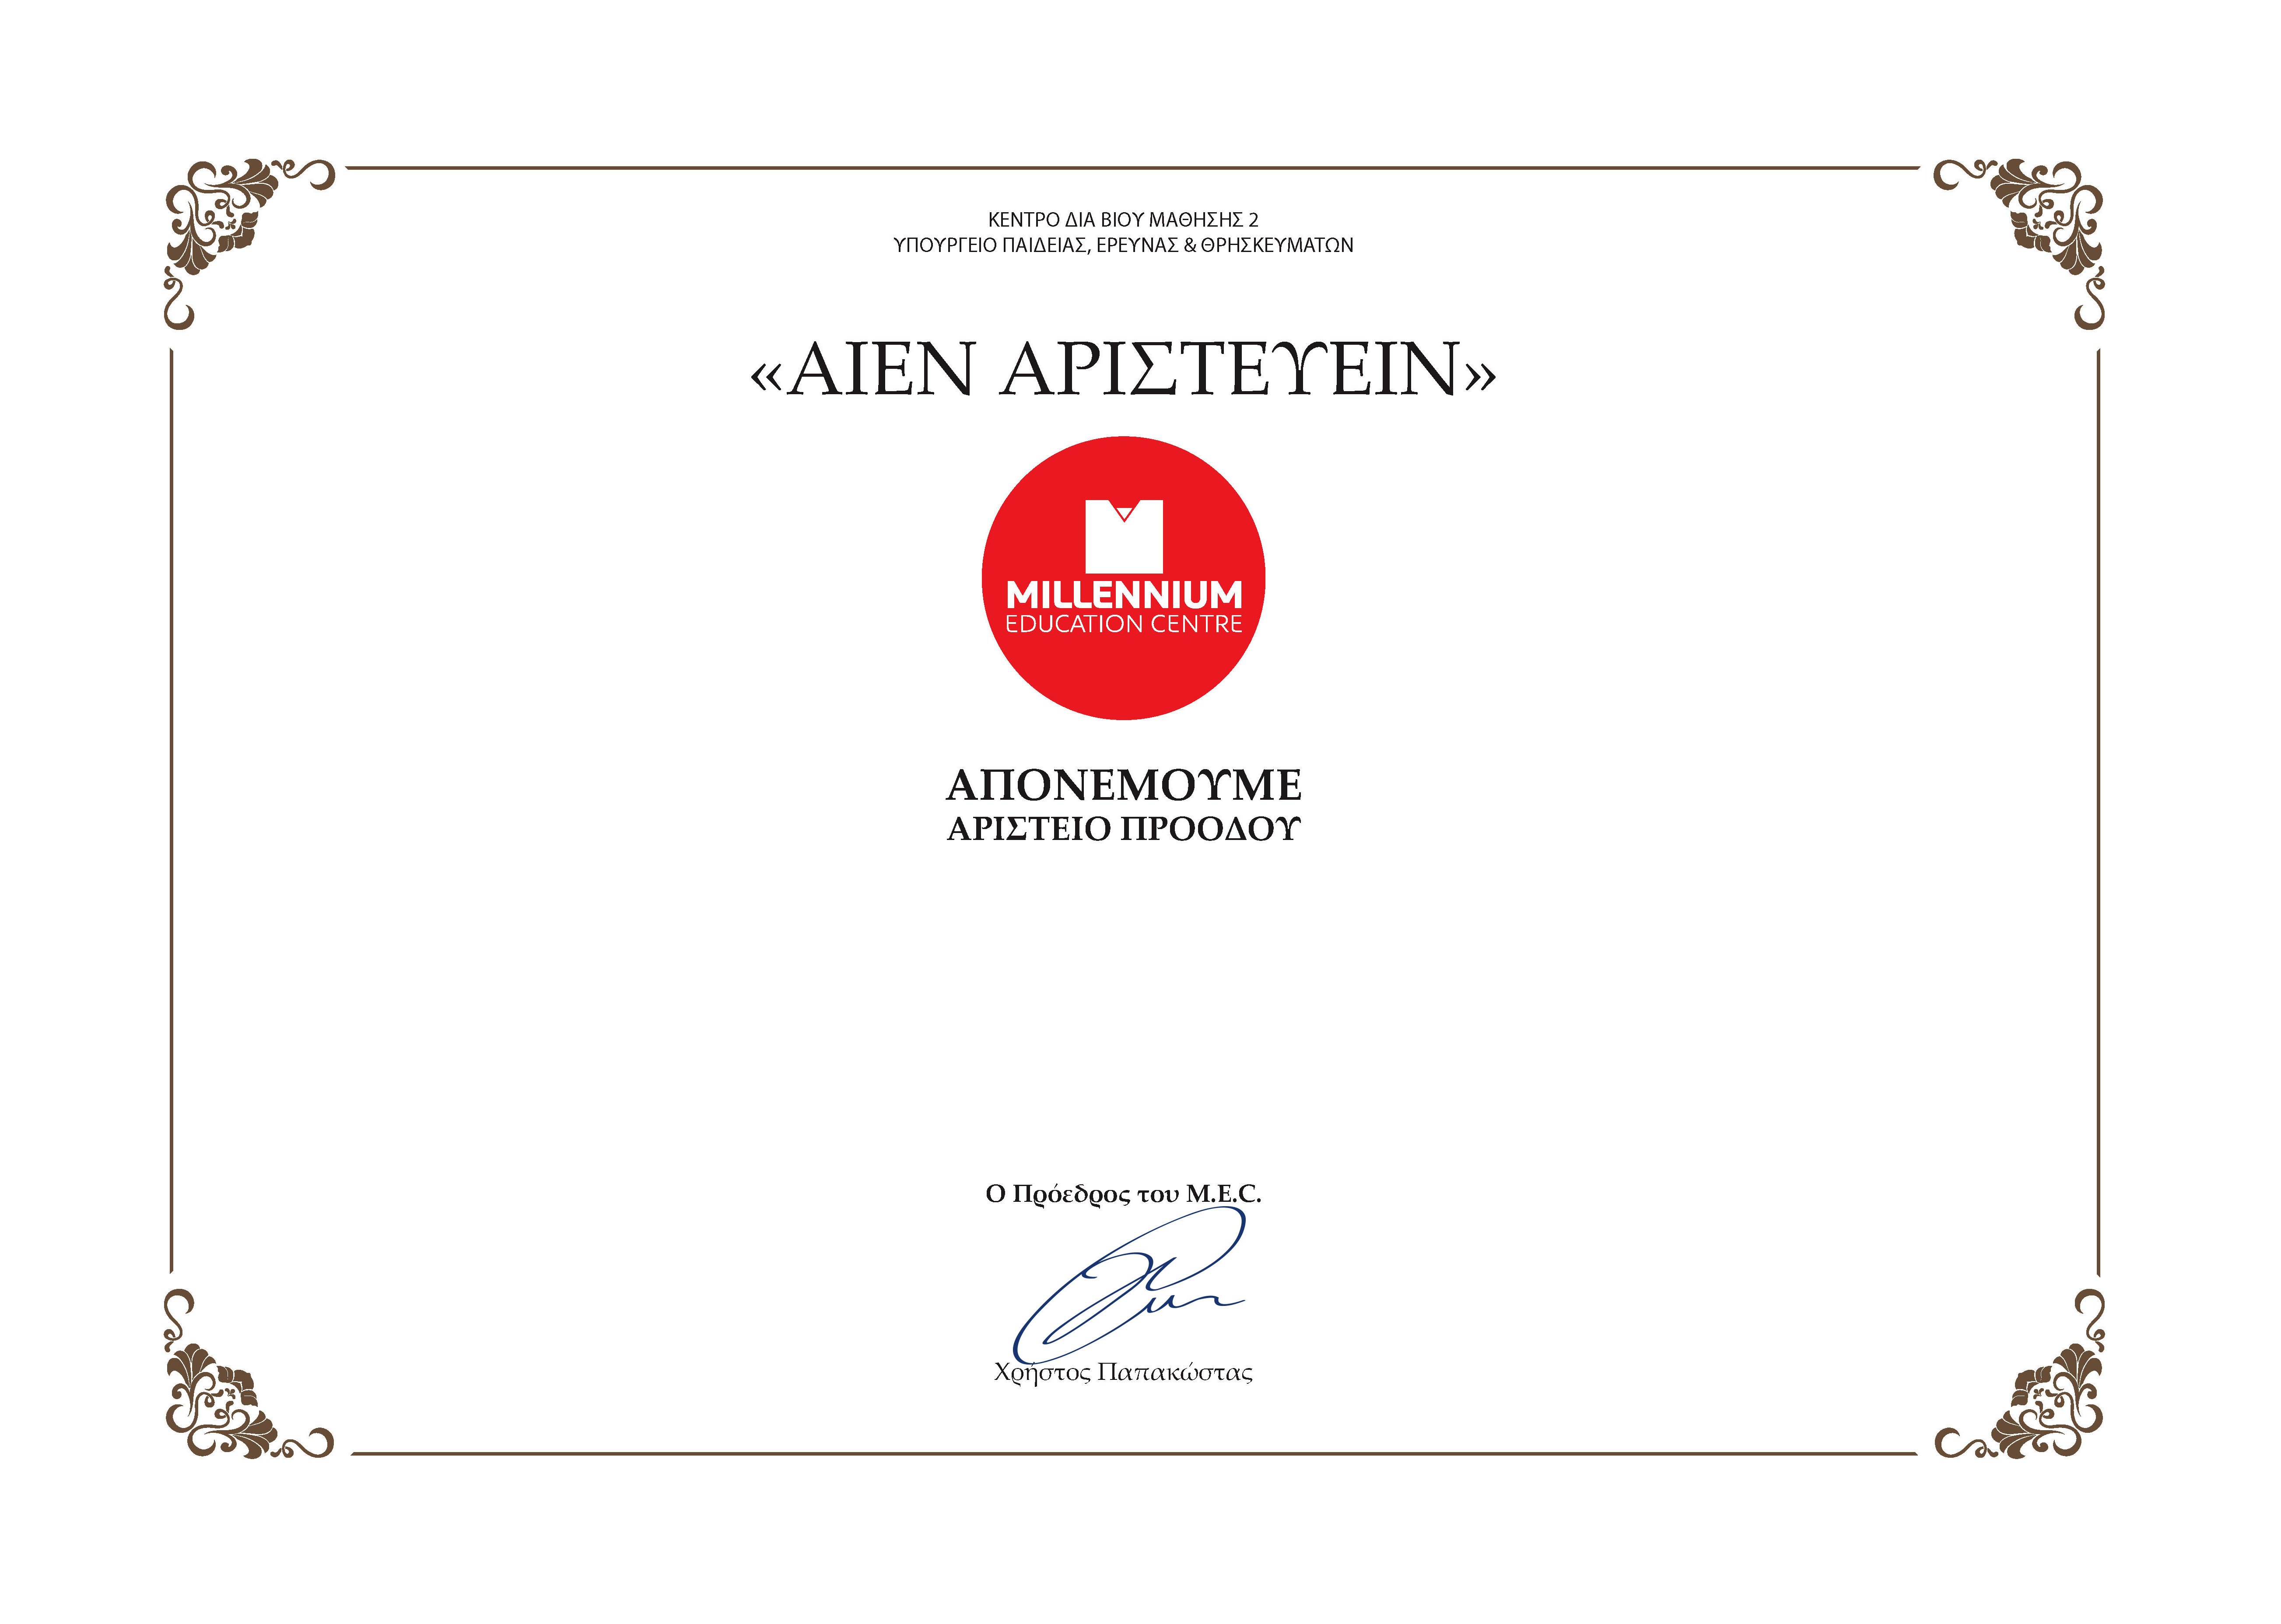 ΚΕΝΤΡΟ ΔΙΑ ΒΙΟΥ ΜΑΘΗΣΗΣ 2
ΥΠΟΥΡΓΕΙΟ ΠΑΙΔΕΙΑΣ, ΕΡΕΥΝΑΣ & ΘΡΗΣΚΕΥΜΑΤΩΝ
«ΑΙΕΝ ΑΡΙΣΤΕΥΕΙΝ»
MILLENNIUM
EDUCATION CENTRE
ΑΠΟΝΕΜΟΥΜΕ
ΑΡΙΣΤΕΙΟ ΠΡΟΟΔΟΥ
Ο Πρόεδρος του M.E.C.
Χρήστος Παπακώστας